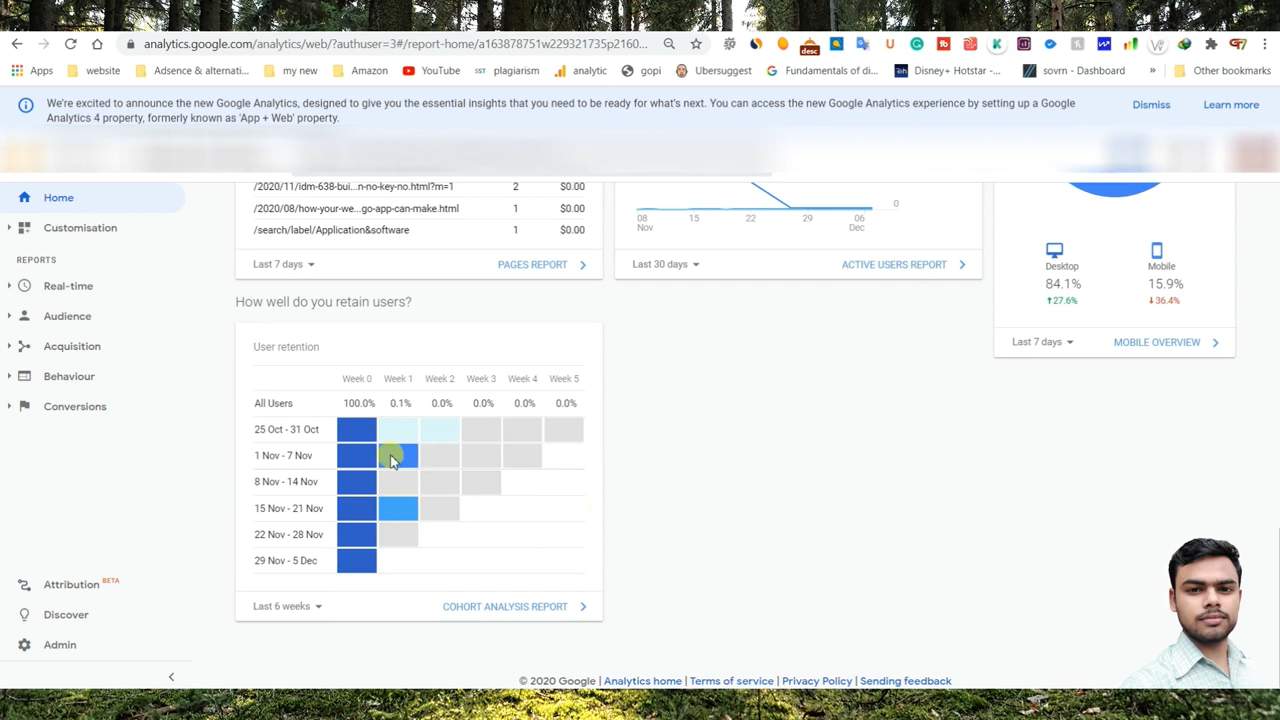 analytics.google.com/analytics/web/?authuser=3#/report-home/a163878751w229321735p2160...
desc
Apps
website
Adsence & alternati...
my new
Amazon
YouTube
plagiarism
analytic
gopi
Ubersuggest
Fundamentals of di...
Disney+ Hotstar -...
sovrn - Dashboard
»
Other bookmarks
We're excited to announce the new Google Analytics, designed to give you the essential insights that you need to be ready for what's next. You can access the new Google Analytics experience by setting up a Google
Analytics 4 property, formerly known as 'App + Web' property.
Dismiss
Learn more
Home
Customisation
REPORTS
Real-time
Audience
Acquisition
Behaviour
Conversions
Attribution BETA
Discover
Admin
/2020/11/idm-638-bui...n-no-key-no.html?m=1 2 $0.00
/2020/08/how-your-we...go-app-can-make.html 1 $0.00
/search/label/Application&software 1 $0.00
Last 7 days
PAGES REPORT
0
08 15 22 29 06
Nov Dec
Last 30 days
ACTIVE USERS REPORT
Desktop Mobile
84.1% 15.9%
↑27.6% ↓36.4%
Last 7 days
MOBILE OVERVIEW
How well do you retain users?
User retention
Week 0 Week 1 Week 2 Week 3 Week 4 Week 5
All Users 100.0% 0.1% 0.0% 0.0% 0.0% 0.0%
25 Oct - 31 Oct
1 Nov - 7 Nov
8 Nov - 14 Nov
15 Nov - 21 Nov
22 Nov - 28 Nov
29 Nov - 5 Dec
Last 6 weeks
COHORT ANALYSIS REPORT
© 2020 Google | Analytics home | Terms of service | Privacy Policy | Sending feedback